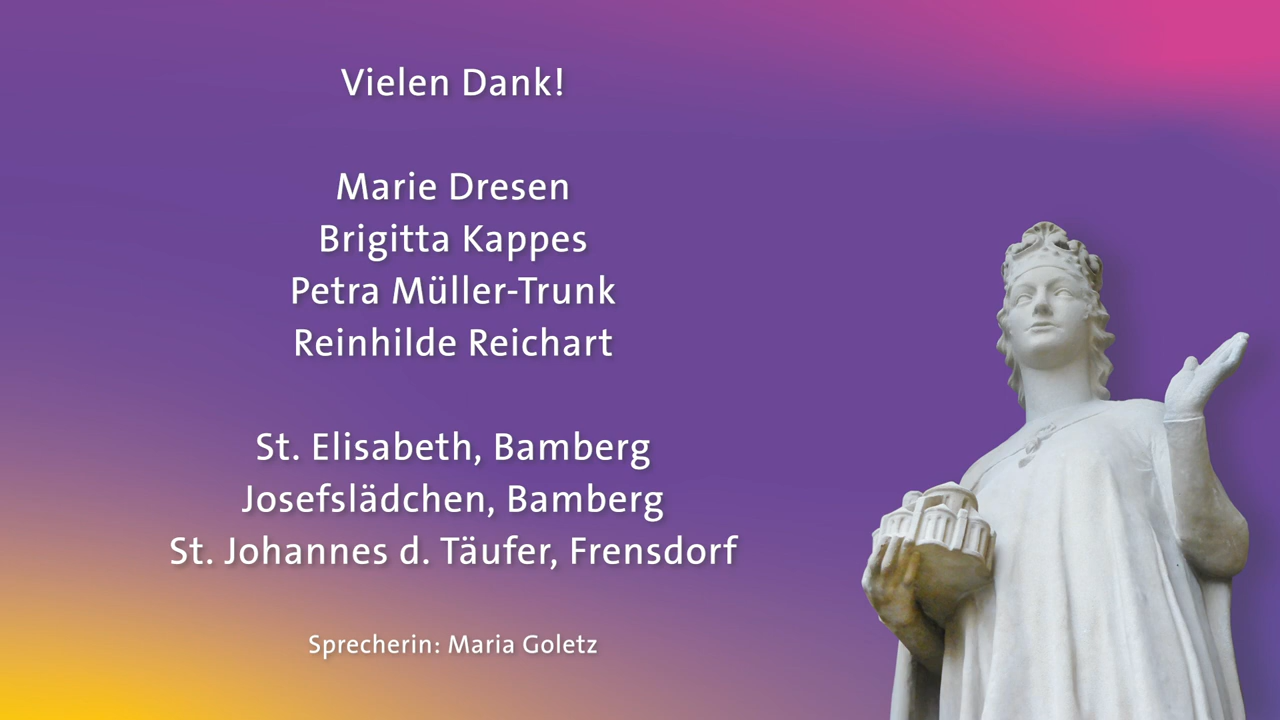 Vielen Dank!
Marie Dresen
Brigitta Kappes
Petra Müller-Trunk
Reinhilde Reichart
St. Elisabeth, Bamberg
Josefslädchen, Bamberg
St. Johannes d. Täufer, Frensdorf
Sprecherin: Maria Goletz